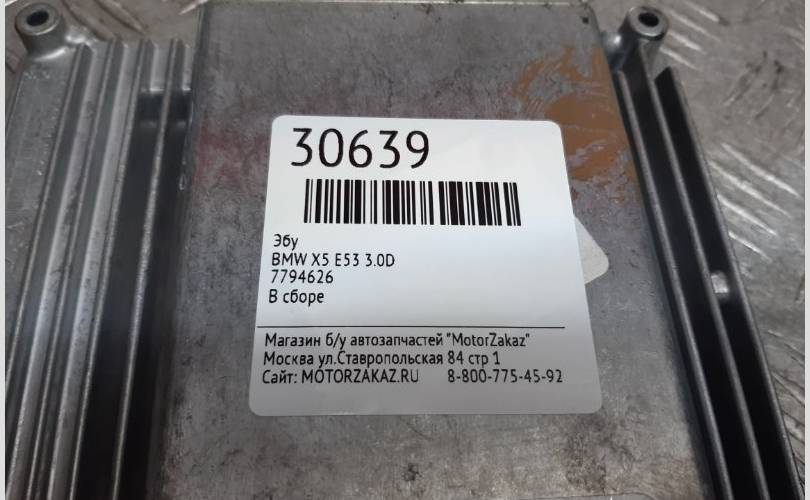 30639
Эбу
BMW X5 E53 3.0D
7794626
В сборе
Магазин б/у автозапчастей "MotorZakaz"
Москва ул.Ставропольская 84 стр 1
Сайт: MOTORZAKAZ.RU 8-800-775-45-92